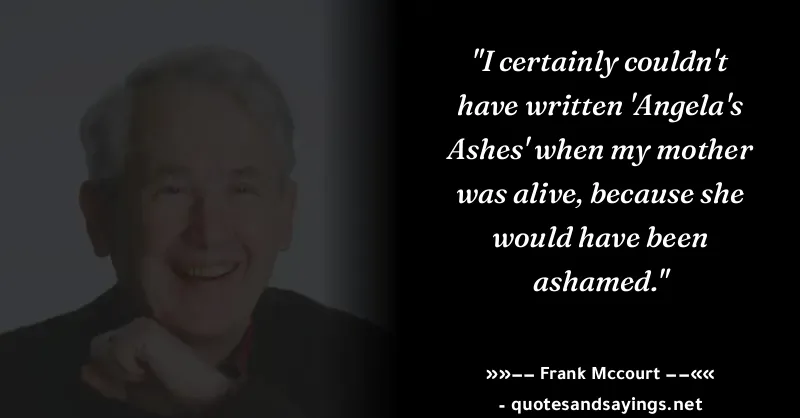 "I certainly couldn't
have written 'Angela's
Ashes' when my mother
was alive, because she
would have been
ashamed."
»»–– Frank Mccourt ––««
- quotesandsayings.net